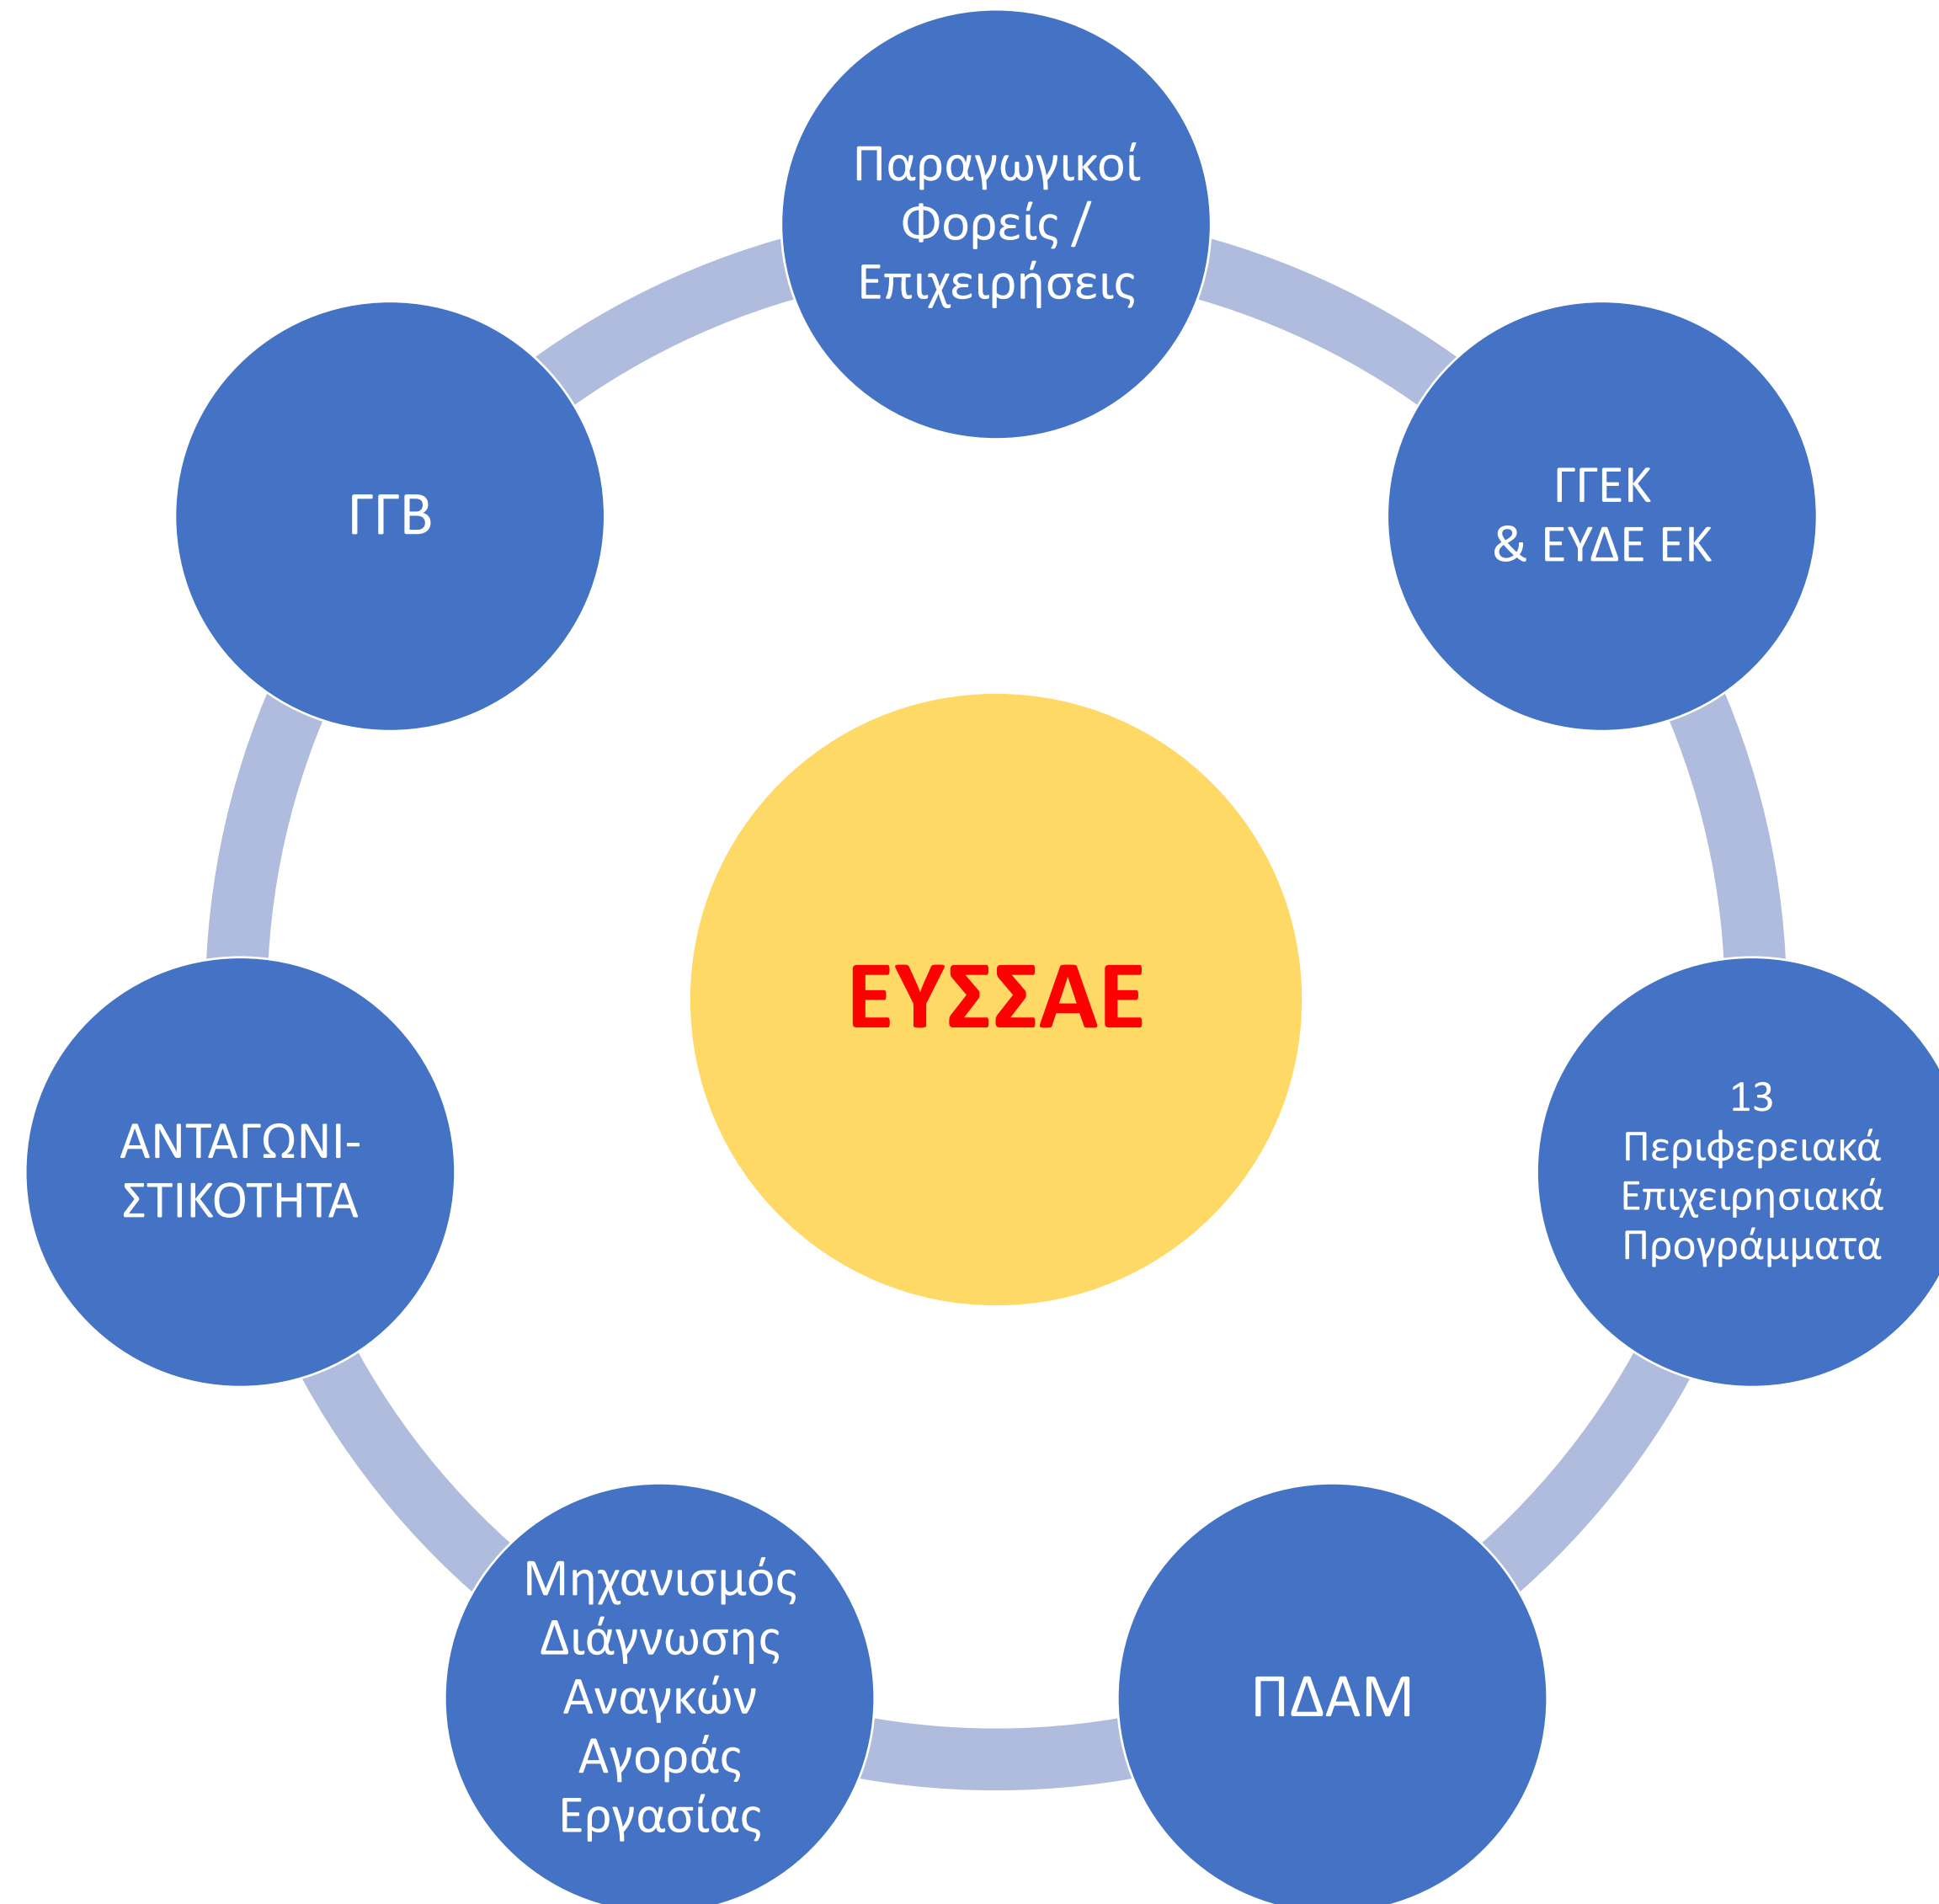 Παραγωγικοί
Φορείς /
Επιχειρήσεις
ΓΓΕΚ
& ΕΥΔΕ ΕΚ
13
Περιφερειακά
Επιχειρησιακά
Προγράμματα
ΠΔΑΜ
Μηχανισμός
Διάγνωσης
Αναγκών
Αγοράς
Εργασίας
ΑΝΤΑΓΩΝΙ-
ΣΤΙΚΟΤΗΤΑ
ΓΓΒ
ΕΥΣΣΑΕ